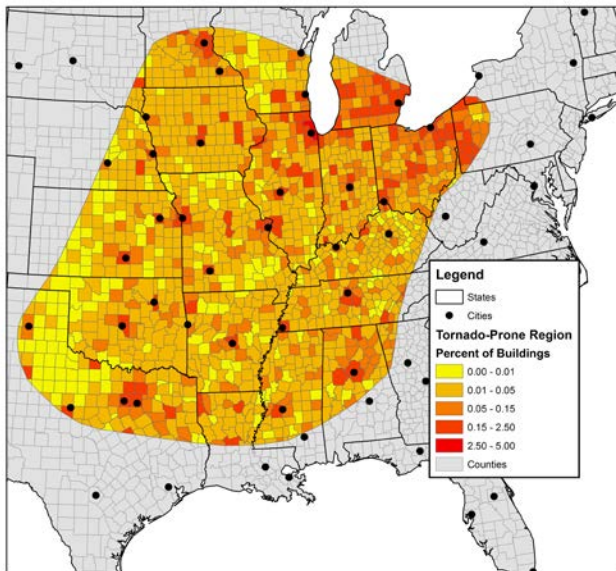 Legend
States
Cities
Tornado-Prone Region
Percent of Buildings
0.00 - 0.01
0.01 - 0.05
0.05 - 0.15
0.15 - 2.50
2.50 - 5.00
Counties